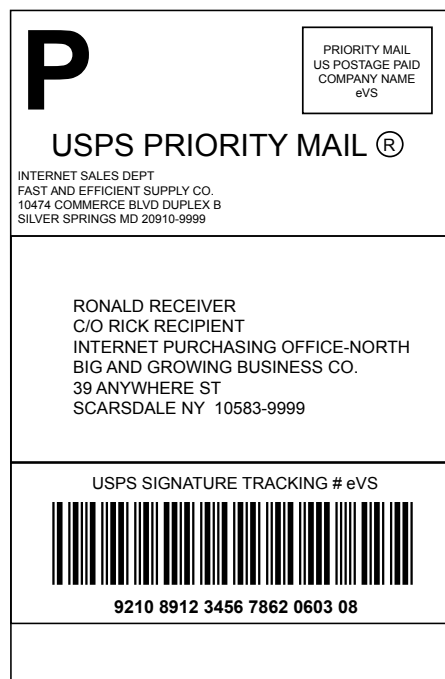 P
PRIORITY MAIL
US POSTAGE PAID
COMPANY NAME
eVS
USPS PRIORITY MAIL ®
INTERNET SALES DEPT
FAST AND EFFICIENT SUPPLY CO.
10474 COMMERCE BLVD DUPLEX B
SILVER SPRINGS MD 20910-9999
RONALD RECEIVER
C/O RICK RECIPIENT
INTERNET PURCHASING OFFICE-NORTH
BIG AND GROWING BUSINESS CO.
39 ANYWHERE ST
SCARSDALE NY 10583-9999
USPS SIGNATURE TRACKING # eVS
9210 8912 3456 7862 0603 08